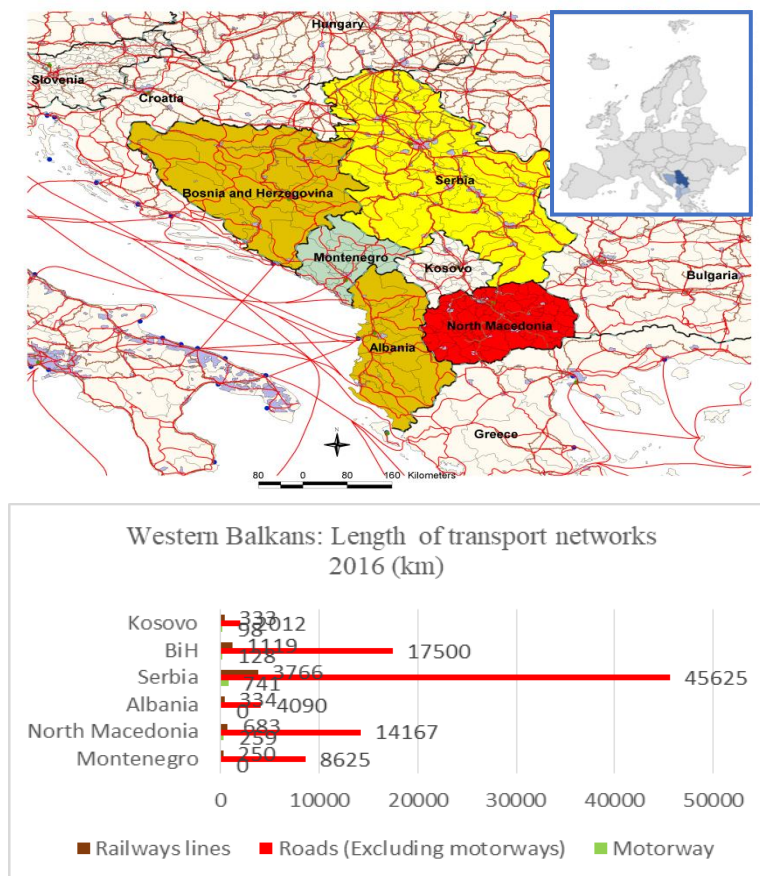 Hungary
Slovenia
Croatia
Bosnia and Herzegovina
Serbia
Montenegro
Kosovo
Bulgaria
North Macedonia
Albania
Greece
N
80 0 80 160 Kilometers
Western Balkans: Length of transport networks
2016 (km)
Kosovo 333 2012 98
BiH 1119 17500 128
Serbia 3766 45625 741
Albania 334 4090 0
North Macedonia 683 14167 259
Montenegro 250 8625 0
0 10000 20000 30000 40000 50000
Railways lines Roads (Excluding motorways) Motorway